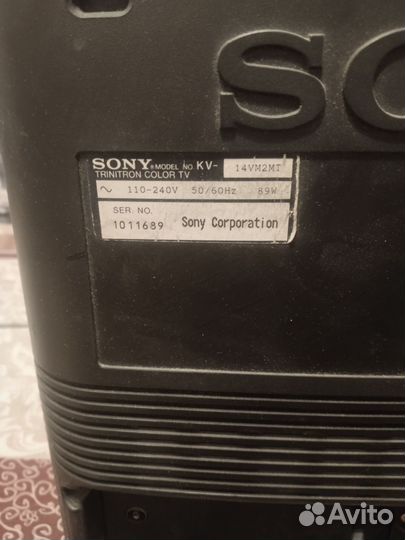 SO
SONY ® MODEL NO. KV- 14VM2MT
TRINITRON COLOR TV
~ 110-240V 50/60Hz 89W
SER. NO.
1011689 Sony Corporation
Avito